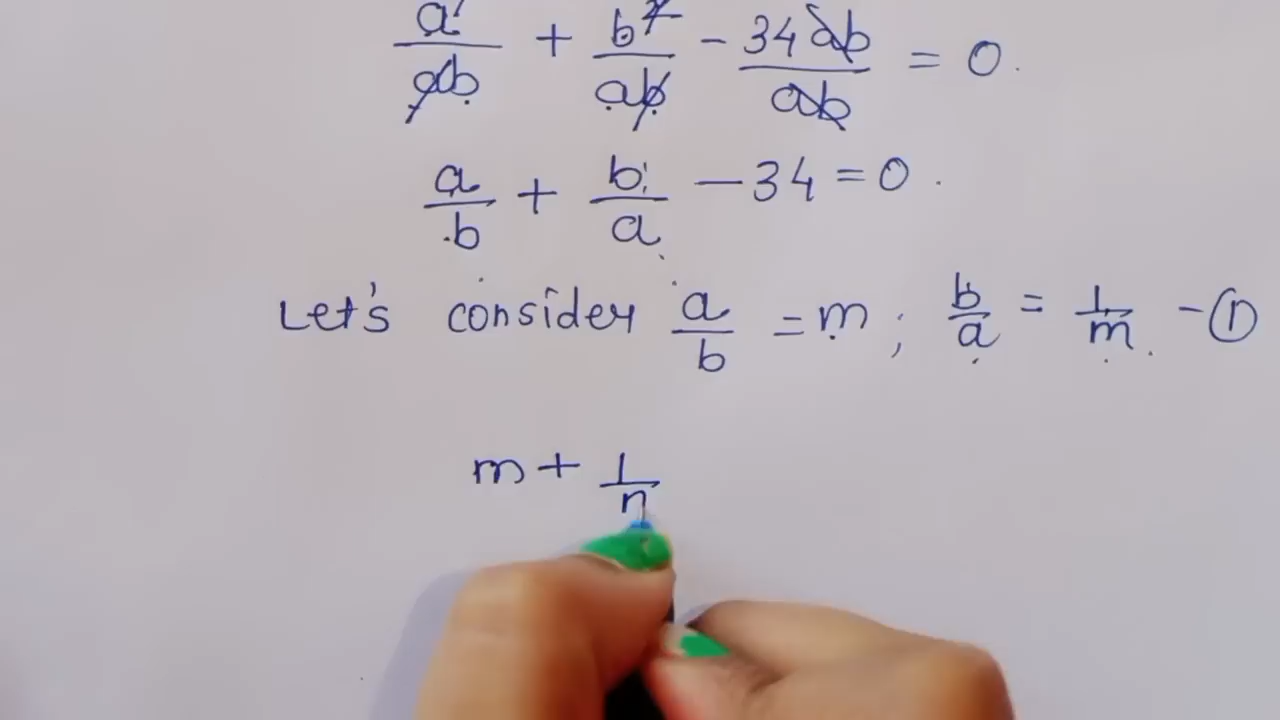 a²/ab + b²/ab - 34ab/ab = 0.
a/b + b/a - 34 = 0.
Let's consider a/b = m ; b/a = 1/m - ①
m + 1/n